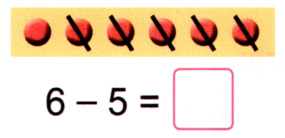 6 – 5 =